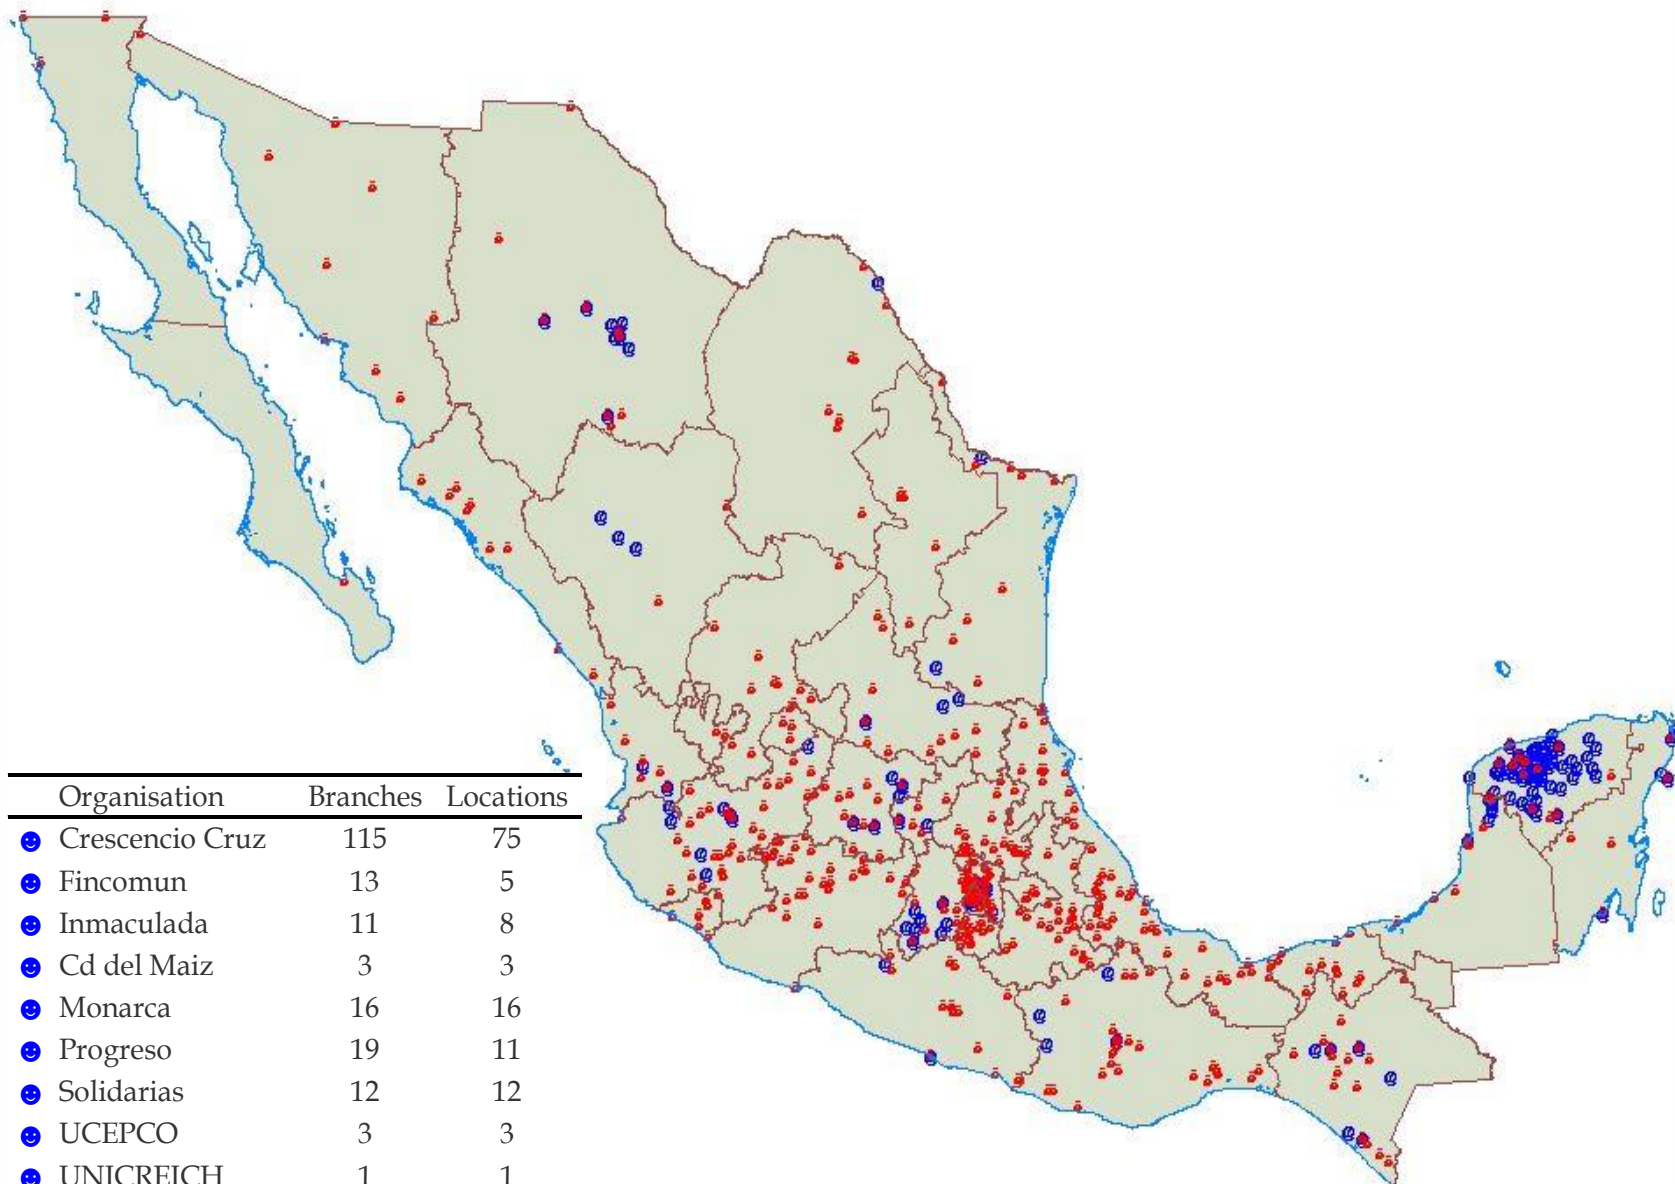 Organisation Branches Locations
Crescencio Cruz 115 75
Fincomun 13 5
Inmaculada 11 8
Cd del Maiz 3 3
Monarca 16 16
Progreso 19 11
Solidarias 12 12
UCEPCO 3 3
UNICREICH 1 1